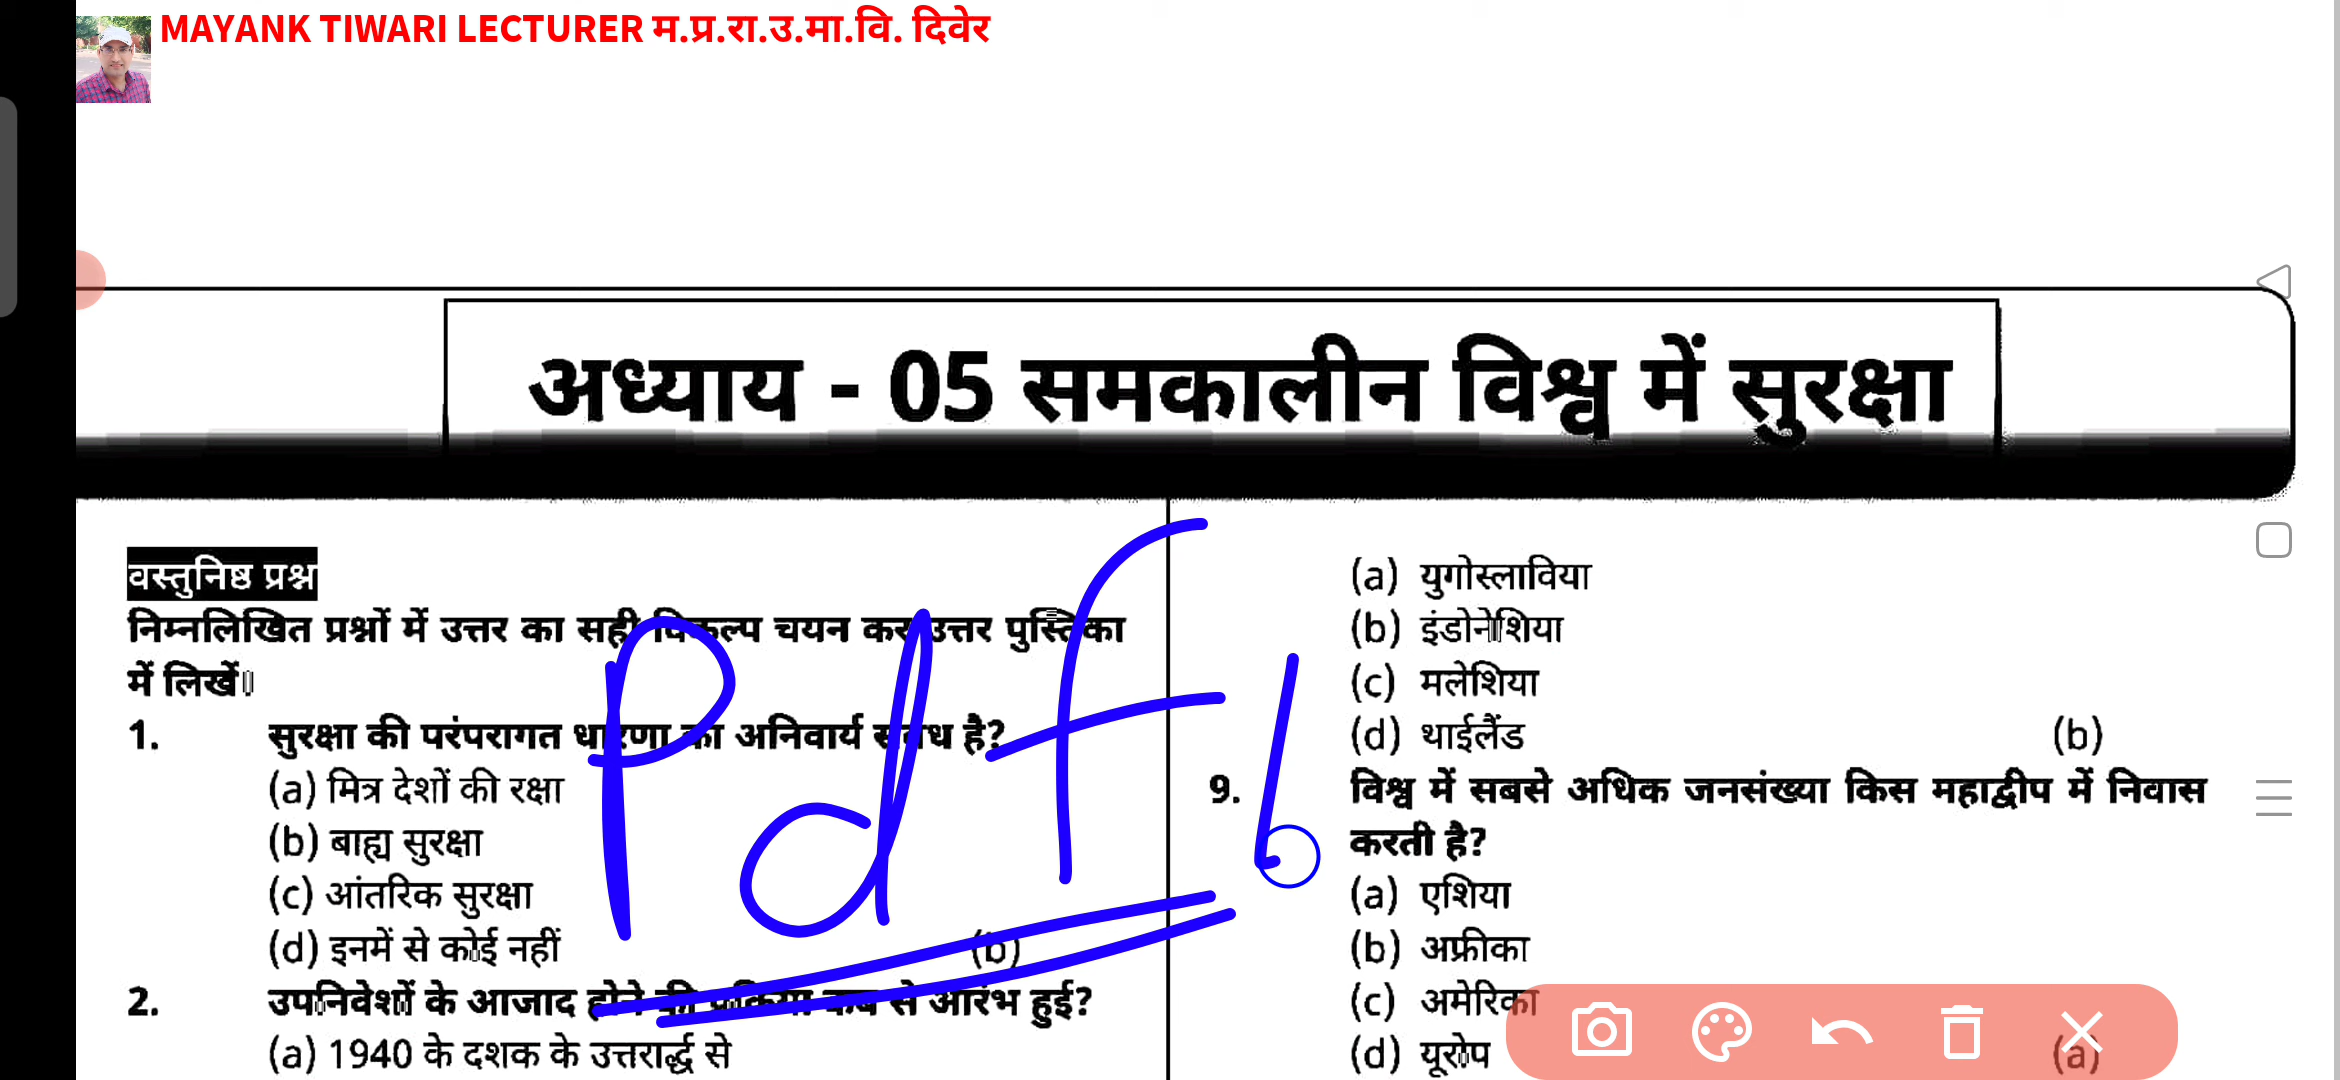 MAYANK TIWARI LECTURER म.प्र.रा.उ.मा.वि. दिवेर
अध्याय - 05 समकालीन विश्व में सुरक्षा
वस्तुनिष्ठ प्रश्न
निम्नलिखित प्रश्नों में उत्तर का सही विकल्प चयन कर उत्तर पुस्तिका
में लिखें।
1. सुरक्षा की परंपरागत धारणा का अनिवार्य संबंध है?
(a) मित्र देशों की रक्षा
(b) बाह्य सुरक्षा
(c) आंतरिक सुरक्षा
(d) इनमें से कोई नहीं (b)
2. उपनिवेशों के आजाद होने की प्रक्रिया कब से आरंभ हुई?
(a) 1940 के दशक के उत्तरार्द्ध से
Pdf
(a) युगोस्लाविया
(b) इंडोनेशिया
(c) मलेशिया
(d) थाईलैंड (b)
9. विश्व में सबसे अधिक जनसंख्या किस महाद्वीप में निवास
करती है?
(a) एशिया
(b) अफ्रीका
(c) अमेरिका
(d) यूरोप (a)